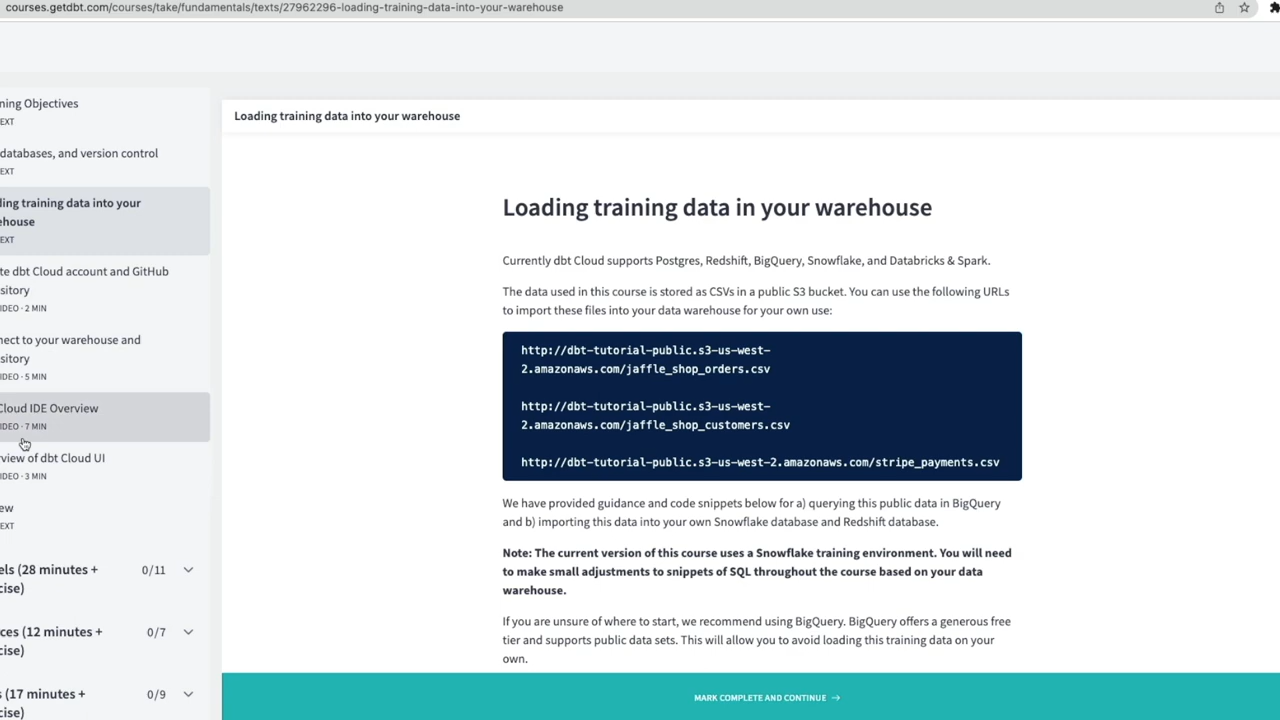 courses.getdbt.com/courses/take/fundamentals/texts/27962296-loading-training-data-into-your-warehouse
ning Objectives
EXT
databases, and version control
EXT
ding training data into your
ehouse
EXT
te dbt Cloud account and GitHub
sitory
IDEO · 2 MIN
nect to your warehouse and
sitory
IDEO · 5 MIN
Cloud IDE Overview
IDEO · 7 MIN
rview of dbt Cloud UI
IDEO · 3 MIN
ew
EXT
els (28 minutes +
cise)
0/11
rces (12 minutes +
cise)
0/7
s (17 minutes +
cise)
0/9
Loading training data into your warehouse
Loading training data in your warehouse
Currently dbt Cloud supports Postgres, Redshift, BigQuery, Snowflake, and Databricks & Spark.
The data used in this course is stored as CSVs in a public S3 bucket. You can use the following URLs
to import these files into your data warehouse for your own use:
http://dbt-tutorial-public.s3-us-west-
2.amazonaws.com/jaffle_shop_orders.csv
http://dbt-tutorial-public.s3-us-west-
2.amazonaws.com/jaffle_shop_customers.csv
http://dbt-tutorial-public.s3-us-west-2.amazonaws.com/stripe_payments.csv
We have provided guidance and code snippets below for a) querying this public data in BigQuery
and b) importing this data into your own Snowflake database and Redshift database.
Note: The current version of this course uses a Snowflake training environment. You will need
to make small adjustments to snippets of SQL throughout the course based on your data
warehouse.
If you are unsure of where to start, we recommend using BigQuery. BigQuery offers a generous free
tier and supports public data sets. This will allow you to avoid loading this training data on your
own.
MARK COMPLETE AND CONTINUE →